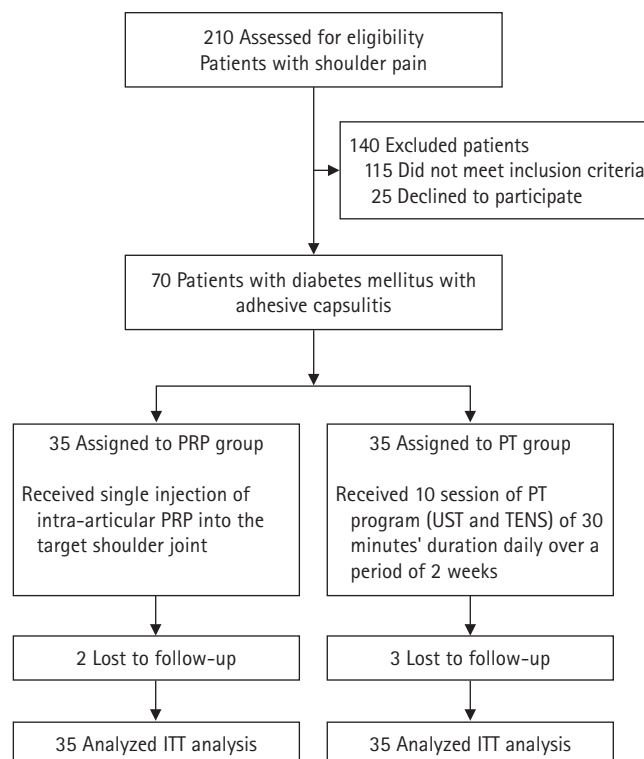 210 Assessed for eligibility
Patients with shoulder pain
140 Excluded patients
115 Did not meet inclusion criteria
25 Declined to participate
70 Patients with diabetes mellitus with
adhesive capsulitis
35 Assigned to PRP group
Received single injection of
intra-articular PRP into the
target shoulder joint
35 Assigned to PT group
Received 10 session of PT
program (UST and TENS) of 30
minutes' duration daily over a
period of 2 weeks
2 Lost to follow-up
3 Lost to follow-up
35 Analyzed ITT analysis
35 Analyzed ITT analysis